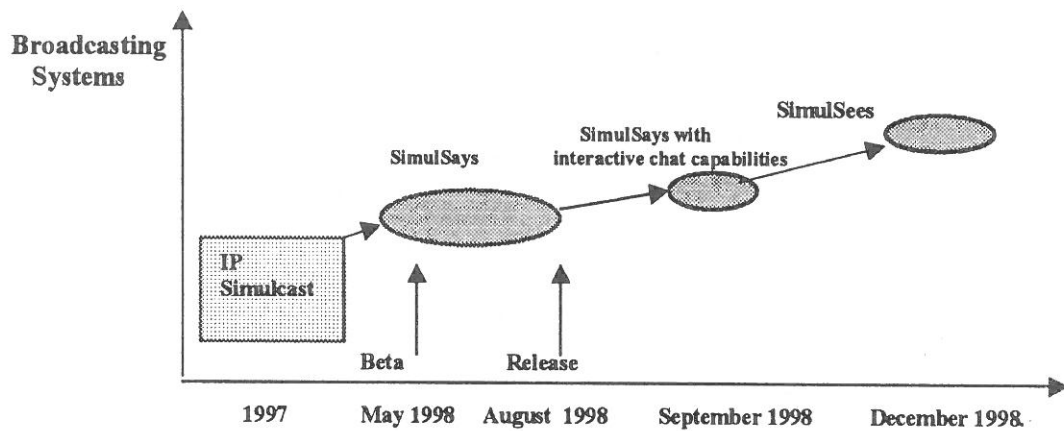 Broadcasting
Systems
SimulSees
SimulSays with
interactive chat capabilities
SimulSays
IP
Simulcast
Beta
Release
1997
May 1998
August 1998
September 1998
December 1998.